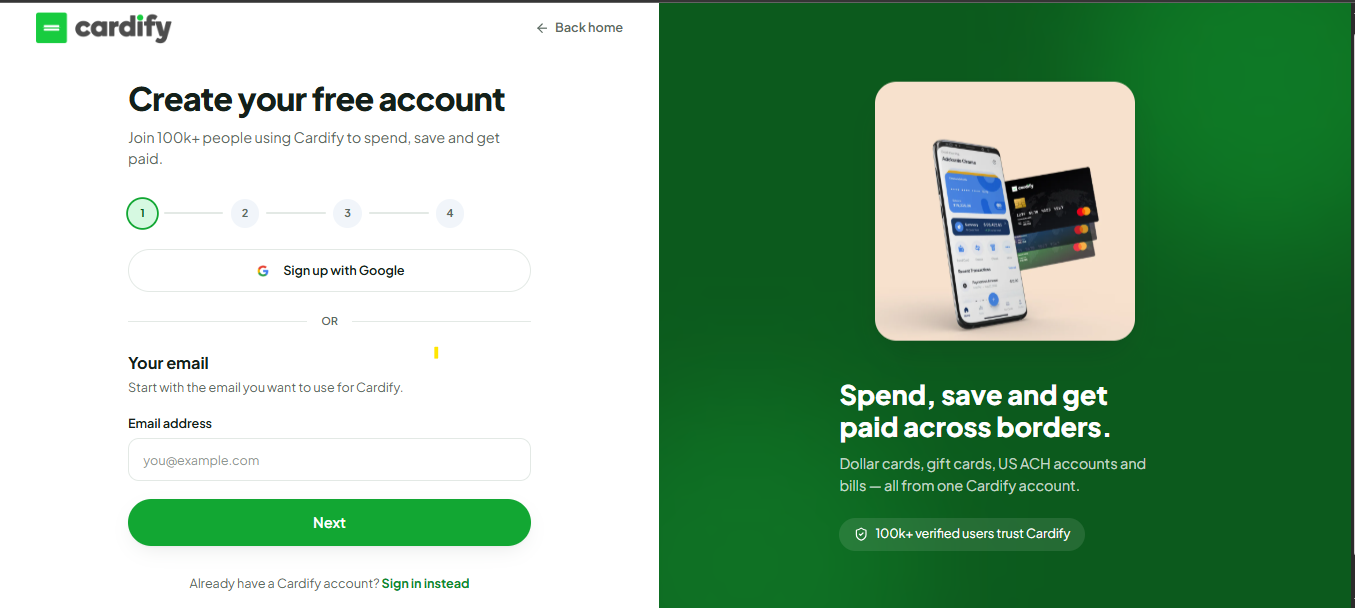 cardify
Back home
Create your free account
Join 100k+ people using Cardify to spend, save and get
paid.
1
2
3
4
Sign up with Google
OR
Your email
Start with the email you want to use for Cardify.
Email address
you@example.com
Next
Already have a Cardify account? Sign in instead
cardify
Recent Transactions
Spend, save and get
paid across borders.
Dollar cards, gift cards, US ACH accounts and
bills — all from one Cardify account.
100k+ verified users trust Cardify